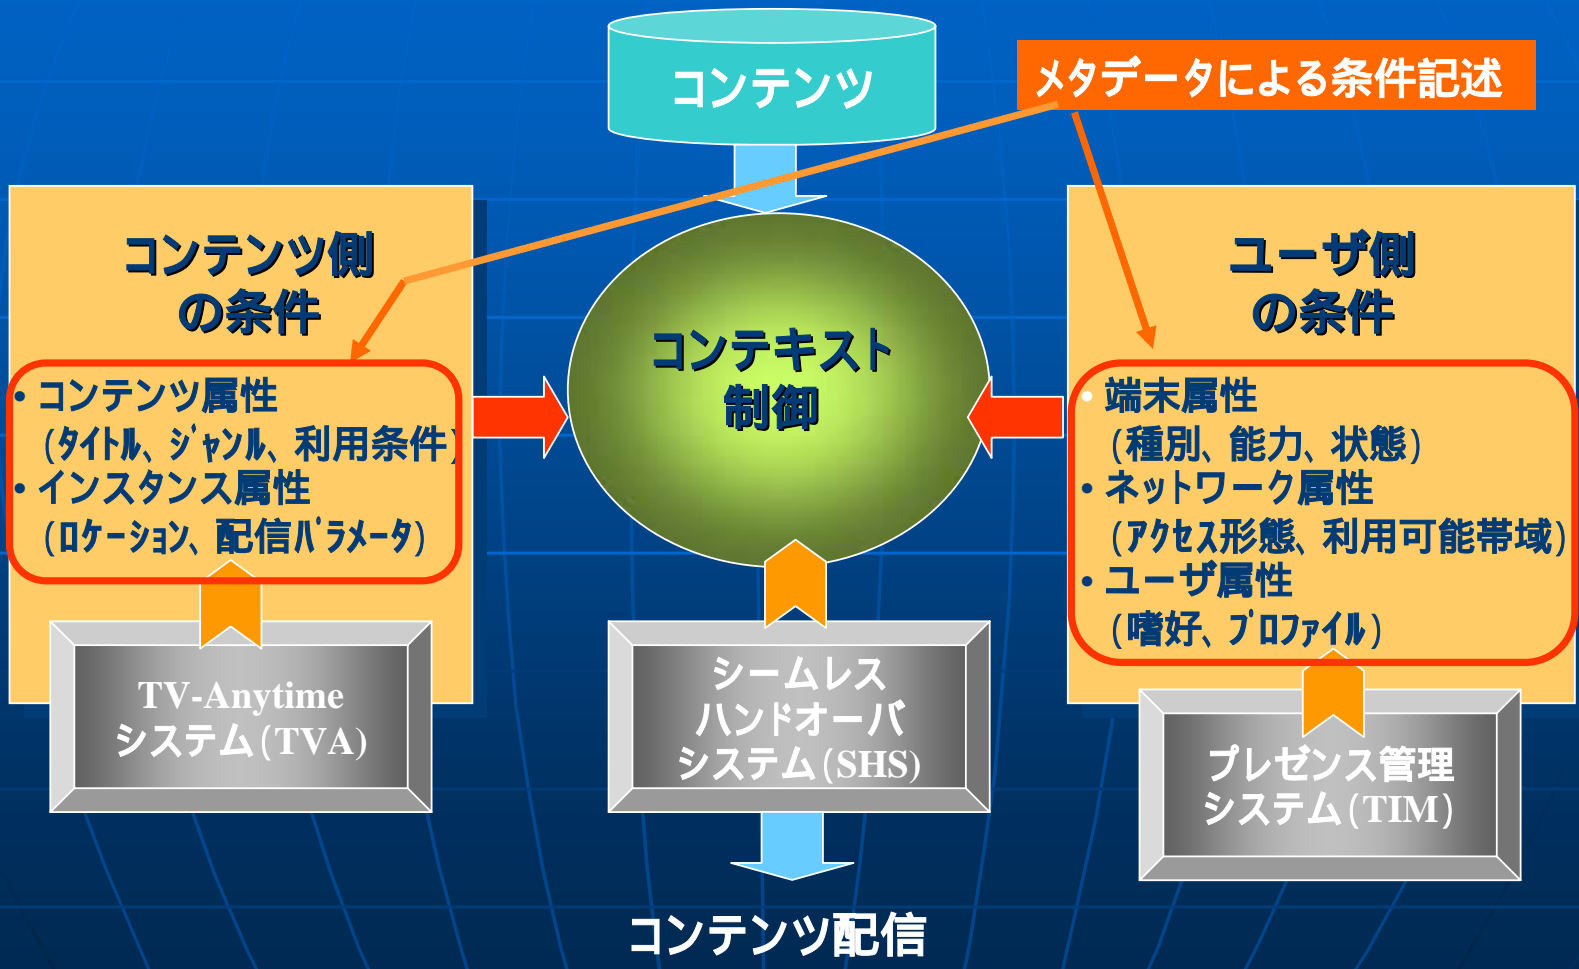 コンテンツ
メタデータによる条件記述
コンテンツ側
の条件
・コンテンツ属性
(ﾀｲﾄﾙ、ｼﾞｬﾝﾙ、利用条件)
・インスタンス属性
(ﾛｹｰｼｮﾝ、配信ﾊﾟﾗﾒｰﾀ)
TV-Anytime
システム(TVA)
コンテキスト
制御
シームレス
ハンドオーバ
システム(SHS)
コンテンツ配信
ユーザ側
の条件
・端末属性
(種別、能力、状態)
・ネットワーク属性
(ｱｸｾｽ形態、利用可能帯域)
・ユーザ属性
(嗜好、ﾌﾟﾛﾌｧｲﾙ)
プレゼンス管理
システム(TIM)